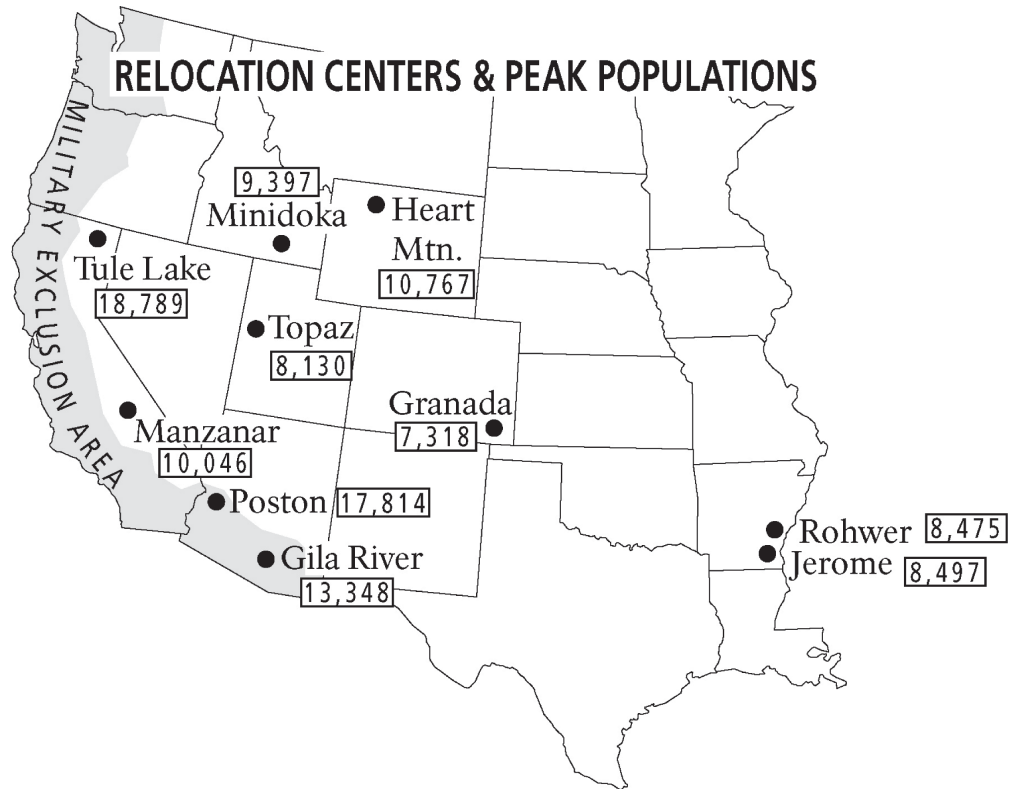 RELOCATION CENTERS & PEAK POPULATIONS
MILITARY EXCLUSION AREA
9,397
Minidoka
Heart
Mtn.
10,767
Tule Lake
18,789
Topaz
8,130
Granada
7,318
Manzanar
10,046
Poston 17,814
Gila River
13,348
Rohwer 8,475
Jerome 8,497